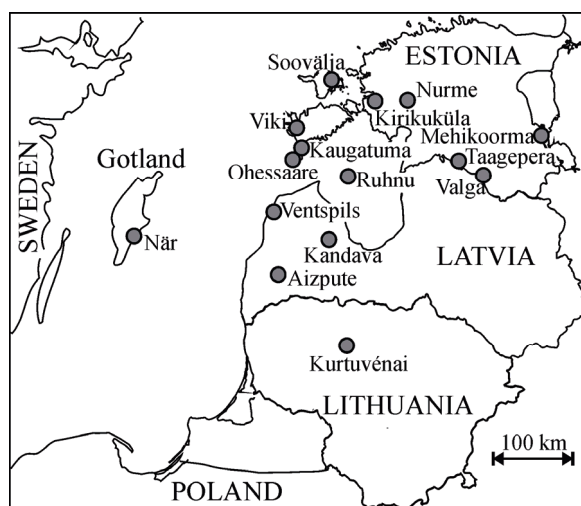 Soovälja
ESTONIA
Nurme
Kirikuküla
Viki
Mehikoorma
Kaugatuma
Taagepera
Gotland
Ohessaare
Ruhnu
Valga
SWEDEN
Ventspils
När
Kandava
LATVIA
Aizpute
Kurtuvénai
LITHUANIA
100 km
POLAND